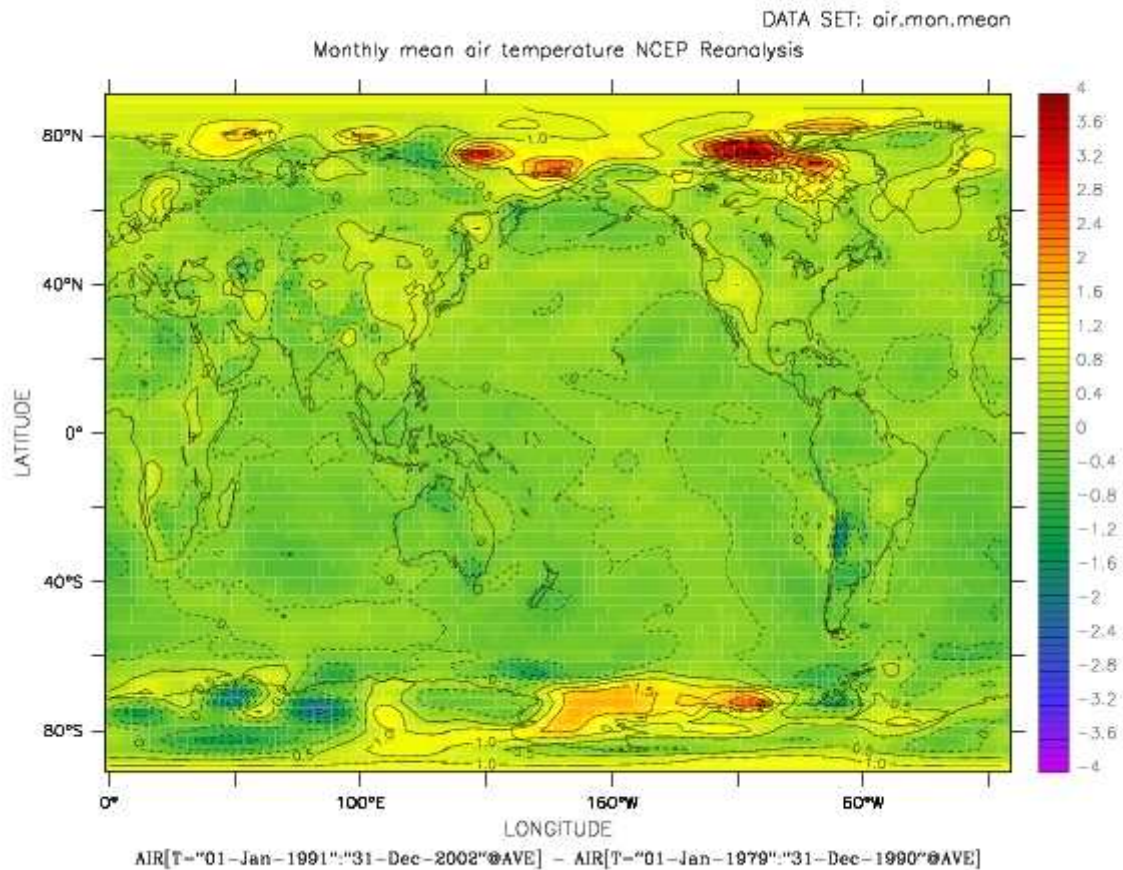 DATA SET: air.mon.mean
Monthly mean air temperature NCEP Reanalysis
80°N
40°N
0°
40°S
80°S
LATITUDE
0°
100°E
160°W
60°W
LONGITUDE
4
3.6
3.2
2.8
2.4
2
1.6
1.2
0.8
0.4
0
-0.4
-0.8
-1.2
-1.6
-2
-2.4
-2.8
-3.2
-3.6
-4
AIR[T="01-Jan-1991":"31-Dec-2002"@AVE] - AIR[T="01-Jan-1979":"31-Dec-1990"@AVE]